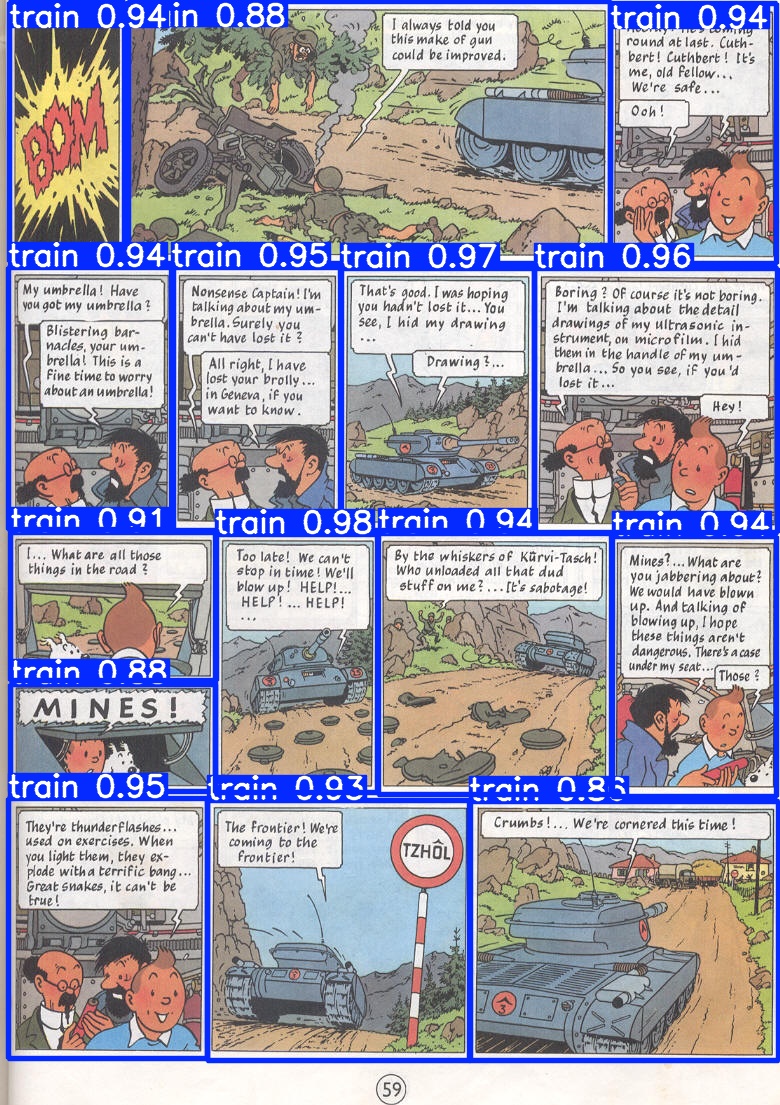 train 0.94
in 0.88
train 0.94
BOM
I always told you
this make of gun
could be improved.
round at last. Cuth-
bert! Cuthbert! It's
me, old fellow...
We're safe...
Ooh!
train 0.94
train 0.95
train 0.97
train 0.96
My umbrella! Have
you got my umbrella?
Blistering bar-
nacles, your um-
brella! This is a
fine time to worry
about an umbrella!
Nonsense Captain! I'm
talking about my um-
brella. Surely you
can't have lost it?
All right, I have
lost your brolly...
in Geneva, if you
want to know.
That's good. I was hoping
you hadn't lost it... You
see, I hid my drawing
...
Drawing?...
Boring? Of course it's not boring.
I'm talking about the detail
drawings of my ultrasonic in-
strument, on microfilm. I hid
them in the handle of my um-
brella... So you see, if you'd
lost it...
Hey!
train 0.91
train 0.98
train 0.94
train 0.94
I... What are all those
things in the road?
train 0.88
MINES!
Too late! We can't
stop in time! We'll
blow up! HELP!...
HELP! ... HELP!
...
By the whiskers of Kûrvi-Tasch!
Who unloaded all that dud
stuff on me?... It's sabotage!
Mines?... What are
you jabbering about?
We would have blown
up. And talking of
blowing up, I hope
these things aren't
dangerous. There's a case
under my seat...
Those?
train 0.95
train 0.93
train 0.86
They're thunderflashes...
used on exercises. When
you light them, they ex-
plode with a terrific bang...
Great snakes, it can't be
true!
The frontier! We're
coming to the
frontier!
TZHÔL
Crumbs!... We're cornered this time!
3
59